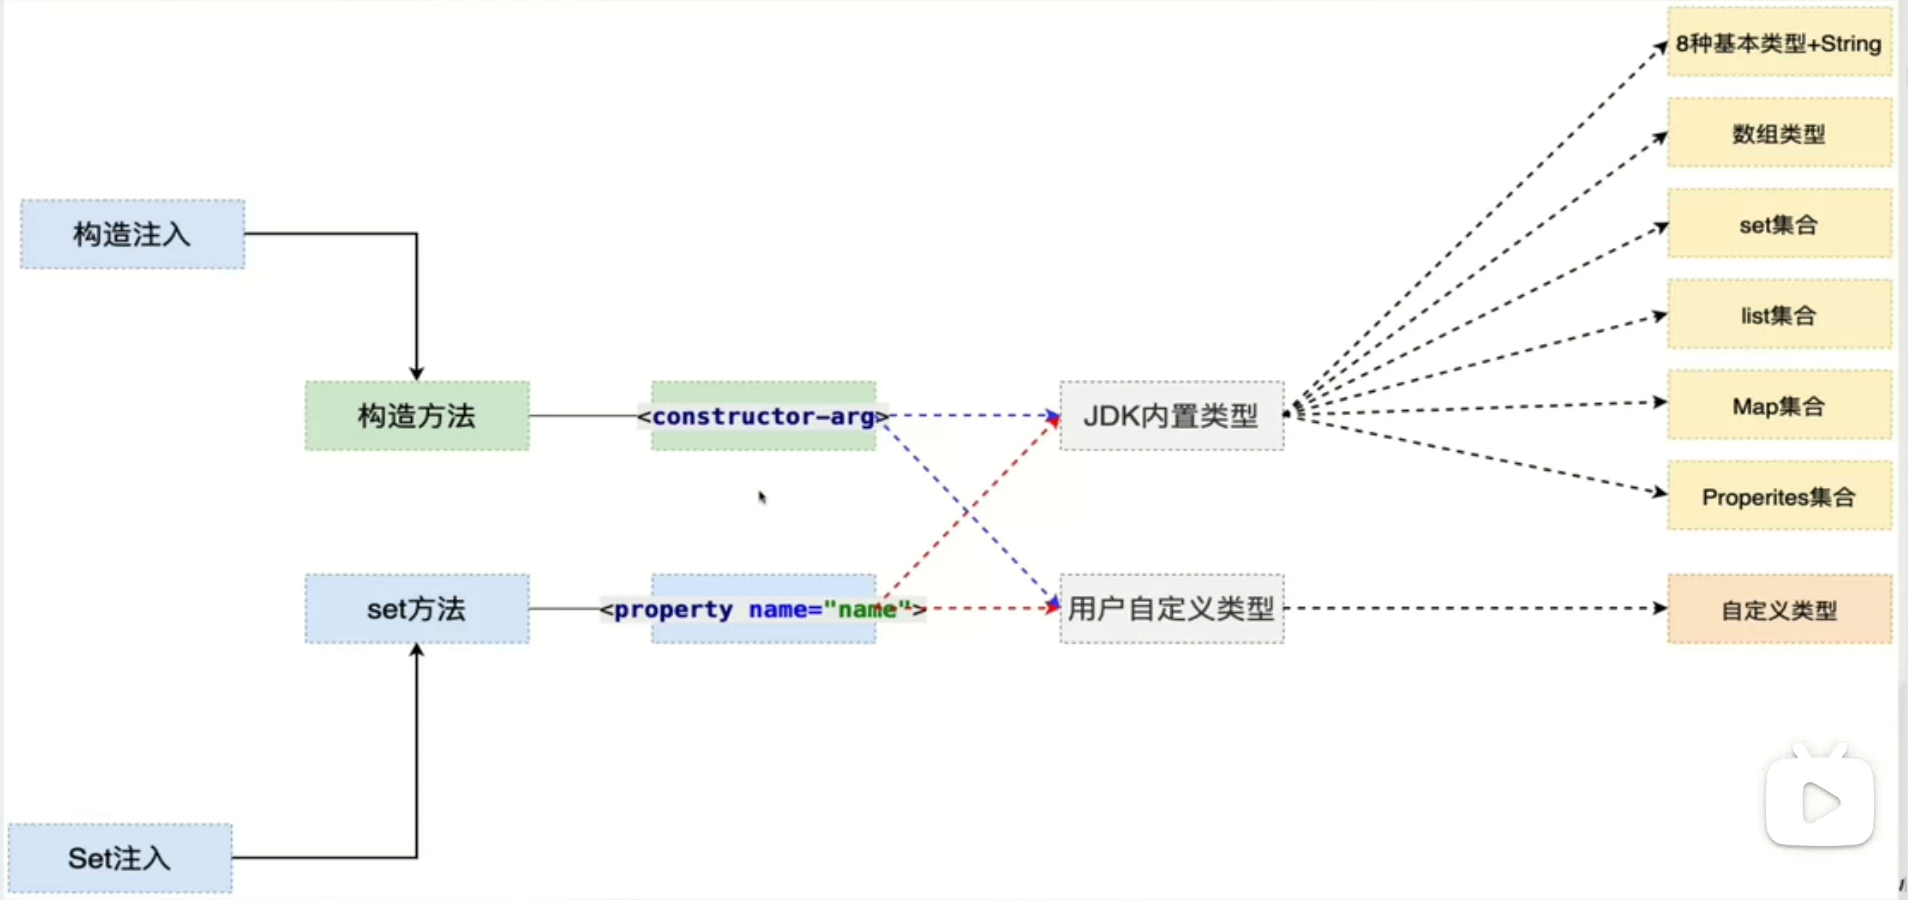 8种基本类型+String
数组类型
set集合
list集合
Map集合
Properites集合
自定义类型
构造注入
构造方法
<constructor-arg>
JDK内置类型
set方法
<property name="name">
用户自定义类型
Set注入